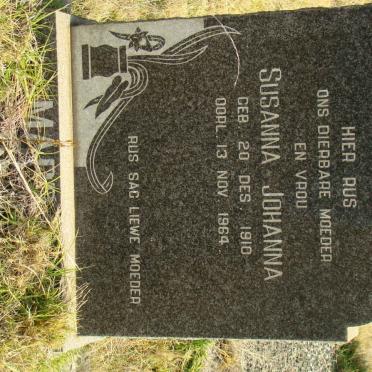 HIER RUS
ONS DIERBARE MOEDER
EN VROU
SUSANNA JOHANNA
GEB. 20 DES. 1910
OORL. 13 NOV. 1964.
RUS SAG LIEWE MOEDER